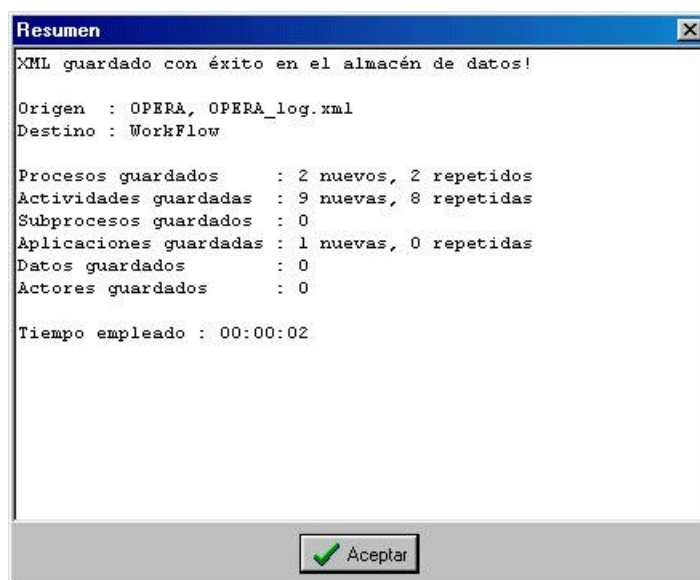 Resumen
XML guardado con éxito en el almacén de datos!
Origen  : OPERA, OPERA_log.xml
Destino : WorkFlow
Procesos guardados      : 2 nuevos, 2 repetidos
Actividades guardadas  : 9 nuevas, 8 repetidas
Subprocesos guardados  : 0
Aplicaciones guardadas : 1 nuevas, 0 repetidas
Datos guardados         : 0
Actores guardados       : 0
Tiempo empleado : 00:00:02
Aceptar